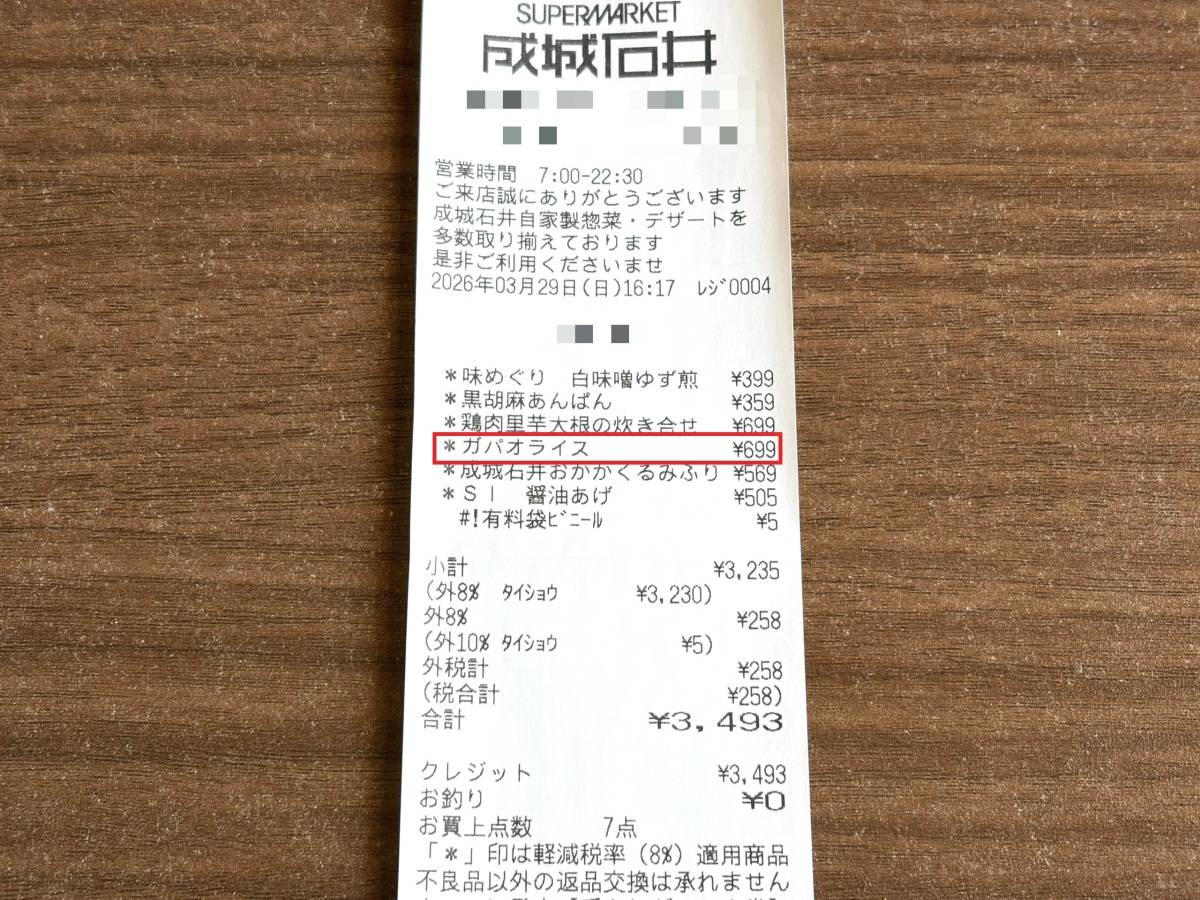 SUPERMARKET
成城石井
営業時間 7:00-22:30
ご来店誠にありがとうございます
成城石井自家製惣菜・デザートを
多数取り揃えております
是非ご利用くださいませ
2026年03月29日(日)16:17 ﾚｼﾞ0004
*味めぐり 白味噌ゆず煎 ¥399
*黒胡麻あんぱん ¥359
*鶏肉里芋大根の炊き合せ ¥699
*ガパオライス ¥699
*成城石井おかかくるみふり ¥569
*ＳＩ 醤油あげ ¥505
#!有料袋ﾋﾞﾆｰﾙ ¥5
小計 ¥3,235
(外8% ﾀｲｼｮｳ ¥3,230)
外8% ¥258
(外10% ﾀｲｼｮｳ ¥5)
外税計 ¥258
(税合計 ¥258)
合計 ¥3,493
クレジット ¥3,493
お釣り ¥0
お買上点数 7点
「*」印は軽減税率(8%)適用商品
不良品以外の返品交換は承れません